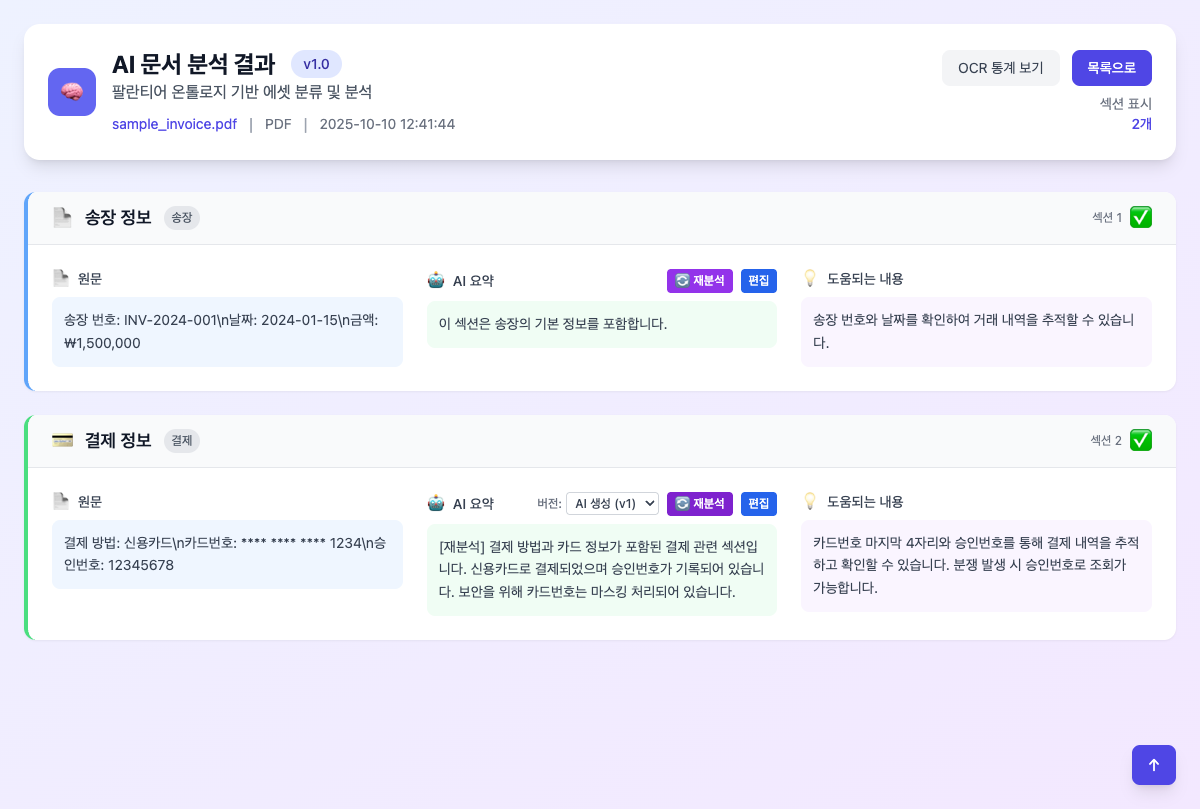 AI 문서 분석 결과 v1.0
팔란티어 온톨로지 기반 에셋 분류 및 분석
sample_invoice.pdf | PDF | 2025-10-10 12:41:44
OCR 통계 보기 목록으로
섹션 표시
2개
송장 정보 송장
섹션 1
원문
송장 번호: INV-2024-001\n날짜: 2024-01-15\n금액:
₩1,500,000
AI 요약 재분석 편집
이 섹션은 송장의 기본 정보를 포함합니다.
도움되는 내용
송장 번호와 날짜를 확인하여 거래 내역을 추적할 수 있습니
다.
결제 정보 결제
섹션 2
원문
결제 방법: 신용카드\n카드번호: **** **** **** 1234\n승
인번호: 12345678
AI 요약 버전: AI 생성 (v1) 재분석 편집
[재분석] 결제 방법과 카드 정보가 포함된 결제 관련 섹션입
니다. 신용카드로 결제되었으며 승인번호가 기록되어 있습니
다. 보안을 위해 카드번호는 마스킹 처리되어 있습니다.
도움되는 내용
카드번호 마지막 4자리와 승인번호를 통해 결제 내역을 추적
하고 확인할 수 있습니다. 분쟁 발생 시 승인번호로 조회가
가능합니다.